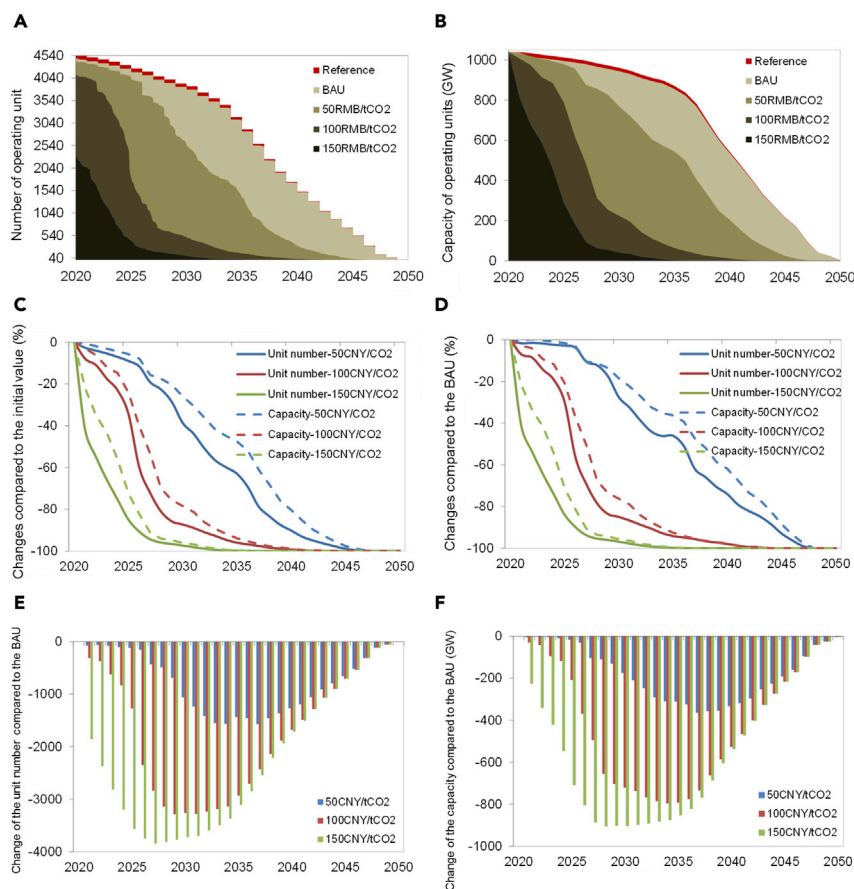 A
Number of operating unit
4540
4040
3540
3040
2540
2040
1540
1040
540
40
2020 2025 2030 2035 2040 2045 2050
Reference
BAU
50RMB/tCO2
100RMB/tCO2
150RMB/tCO2
B
Capacity of operating units (GW)
1000
800
600
400
200
0
2020 2025 2030 2035 2040 2045 2050
Reference
BAU
50RMB/tCO2
100RMB/tCO2
150RMB/tCO2
C
Changes compared to the initial value (%)
0
-20
-40
-60
-80
-100
2020 2025 2030 2035 2040 2045 2050
Unit number-50CNY/CO2
Unit number-100CNY/CO2
Unit number-150CNY/CO2
Capacity-50CNY/CO2
Capacity-100CNY/CO2
Capacity-150CNY/CO2
D
Changes compared to the BAU (%)
0
-20
-40
-60
-80
-100
2020 2025 2030 2035 2040 2045 2050
Unit number-50CNY/CO2
Unit number-100CNY/CO2
Unit number-150CNY/CO2
Capacity-50CNY/CO2
Capacity-100CNY/CO2
Capacity-150CNY/CO2
E
Change of the unit number compared to the BAU
0
-1000
-2000
-3000
-4000
2020 2025 2030 2035 2040 2045 2050
50CNY/tCO2
100CNY/tCO2
150CNY/tCO2
F
Change of the capacity compared to the BAU (GW)
0
-200
-400
-600
-800
-1000
2020 2025 2030 2035 2040 2045 2050
50CNY/tCO2
100CNY/tCO2
150CNY/tCO2